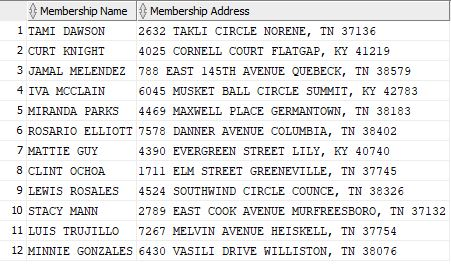 Membership Name Membership Address
1 TAMI DAWSON 2632 TAKLI CIRCLE NORENE, TN 37136
2 CURT KNIGHT 4025 CORNELL COURT FLATGAP, KY 41219
3 JAMAL MELENDEZ 788 EAST 145TH AVENUE QUEBECK, TN 38579
4 IVA MCCLAIN 6045 MUSKET BALL CIRCLE SUMMIT, KY 42783
5 MIRANDA PARKS 4469 MAXWELL PLACE GERMANTOWN, TN 38183
6 ROSARIO ELLIOTT 7578 DANNER AVENUE COLUMBIA, TN 38402
7 MATTIE GUY 4390 EVERGREEN STREET LILY, KY 40740
8 CLINT OCHOA 1711 ELM STREET GREENEVILLE, TN 37745
9 LEWIS ROSALES 4524 SOUTHWIND CIRCLE COUNCE, TN 38326
10 STACY MANN 2789 EAST COOK AVENUE MURFREESBORO, TN 37132
11 LUIS TRUJILLO 7267 MELVIN AVENUE HEISKELL, TN 37754
12 MINNIE GONZALES 6430 VASILI DRIVE WILLISTON, TN 38076